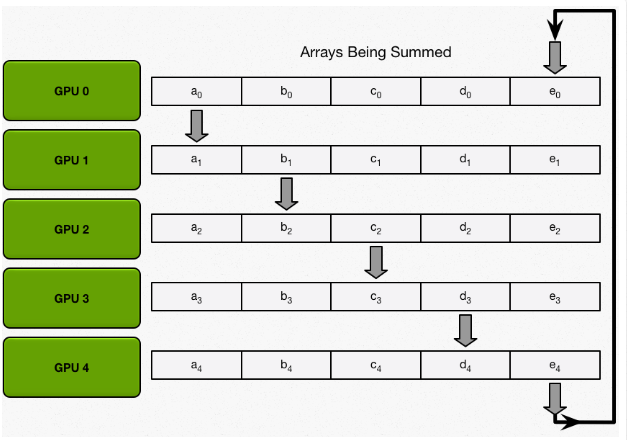 Arrays Being Summed
GPU 0 a₀ b₀ c₀ d₀ e₀
GPU 1 a₁ b₁ c₁ d₁ e₁
GPU 2 a₂ b₂ c₂ d₂ e₂
GPU 3 a₃ b₃ c₃ d₃ e₃
GPU 4 a₄ b₄ c₄ d₄ e₄